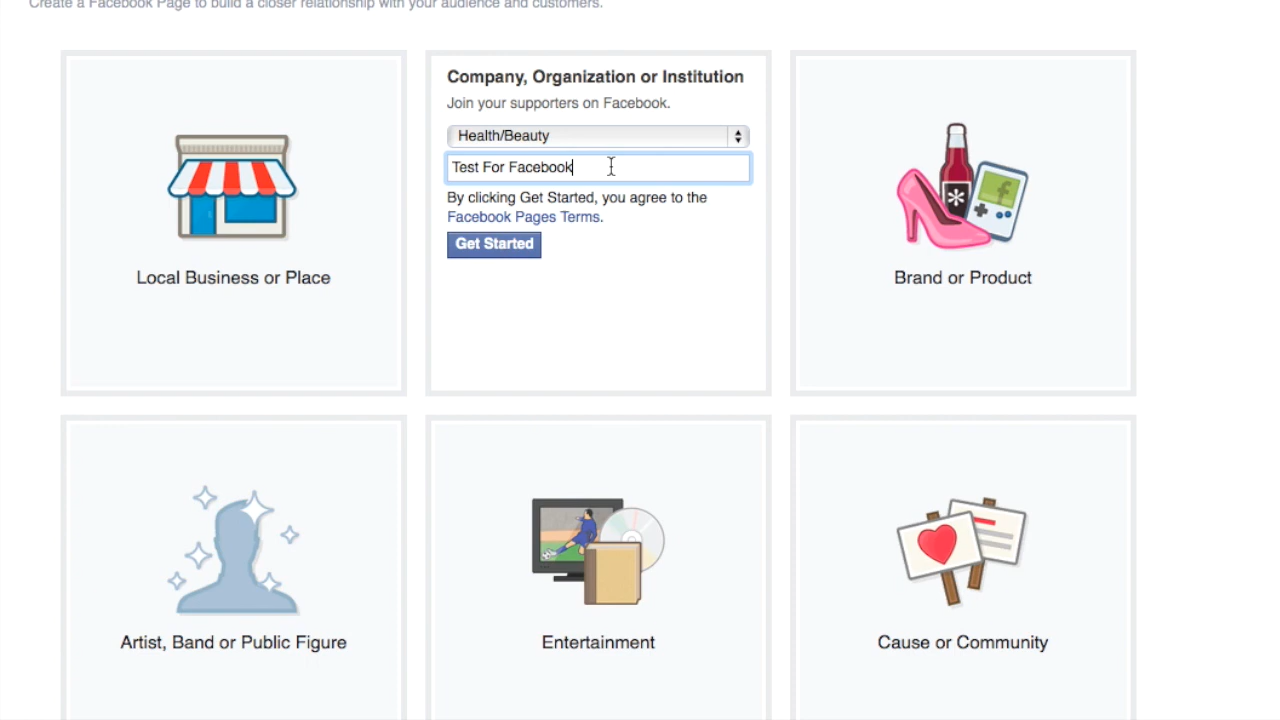 Create a Facebook Page to build a closer relationship with your audience and customers.
Company, Organization or Institution
Join your supporters on Facebook.
Health/Beauty
Test For Facebook
By clicking Get Started, you agree to the
Facebook Pages Terms.
Get Started
Local Business or Place
Brand or Product
Artist, Band or Public Figure
Entertainment
Cause or Community